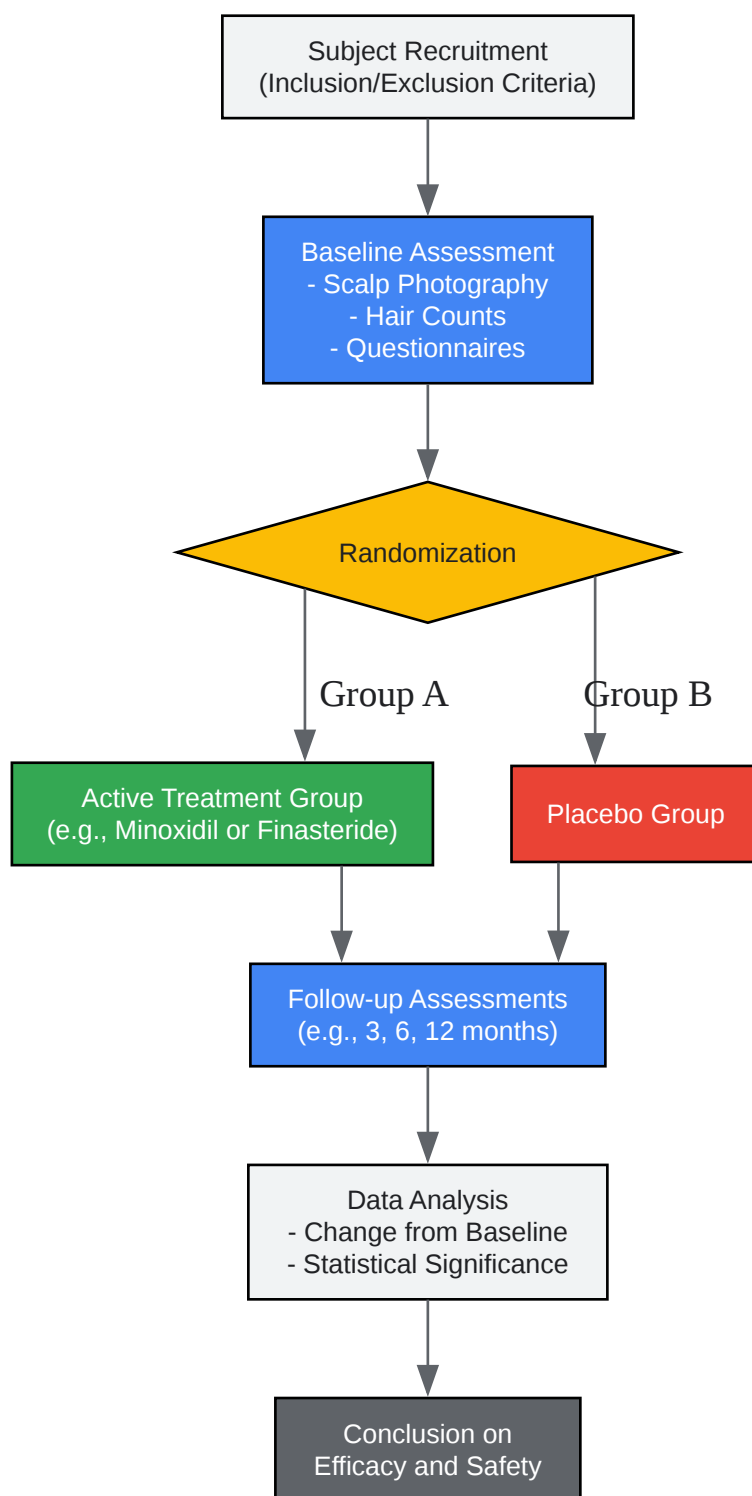 Subject Recruitment
(Inclusion/Exclusion Criteria)
Baseline Assessment
- Scalp Photography
- Hair Counts
- Questionnaires
Randomization
Group A
Group B
Active Treatment Group
(e.g., Minoxidil or Finasteride)
Placebo Group
Follow-up Assessments
(e.g., 3, 6, 12 months)
Data Analysis
- Change from Baseline
- Statistical Significance
Conclusion on
Efficacy and Safety